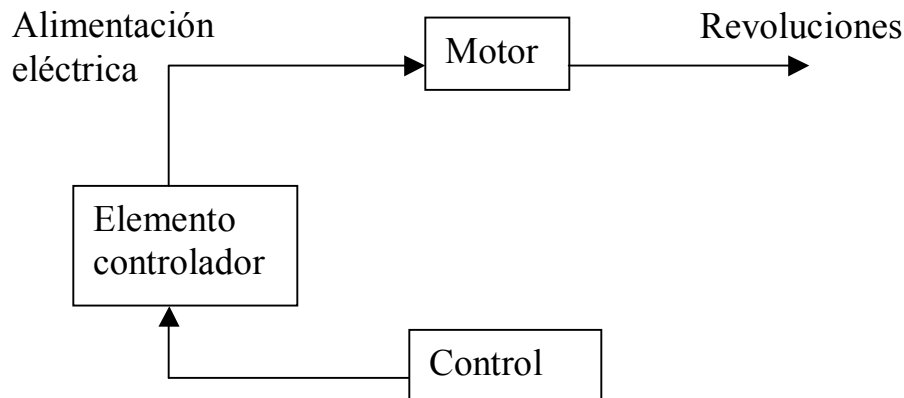 Alimentación
eléctrica
Motor
Revoluciones
Elemento
controlador
Control